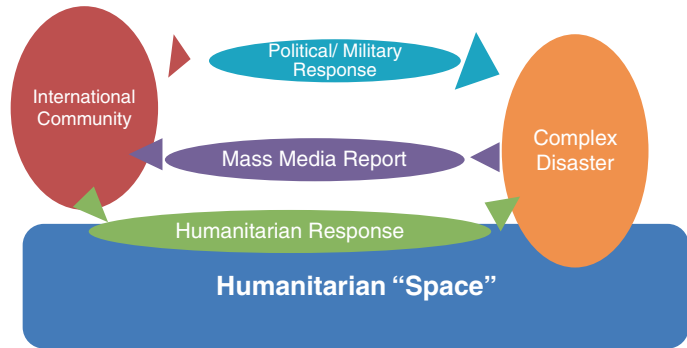 Political/ Military
Response
International
Community
Complex
Disaster
Mass Media Report
Humanitarian Response
Humanitarian “Space”